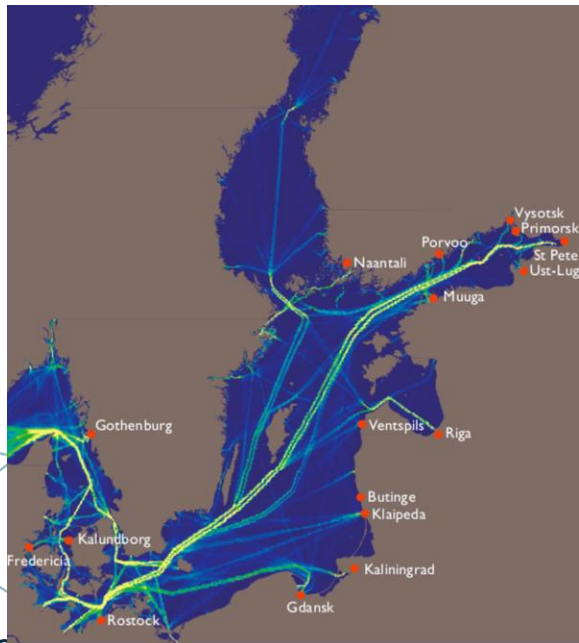 Vysotsk
Primorsk
Porvoo
St Pete
Naantali
Ust-Lug
Muuga
Gothenburg
Ventspils
Riga
Butinge
Klaipeda
Kalundborg
Fredericia
Kaliningrad
Gdansk
Rostock